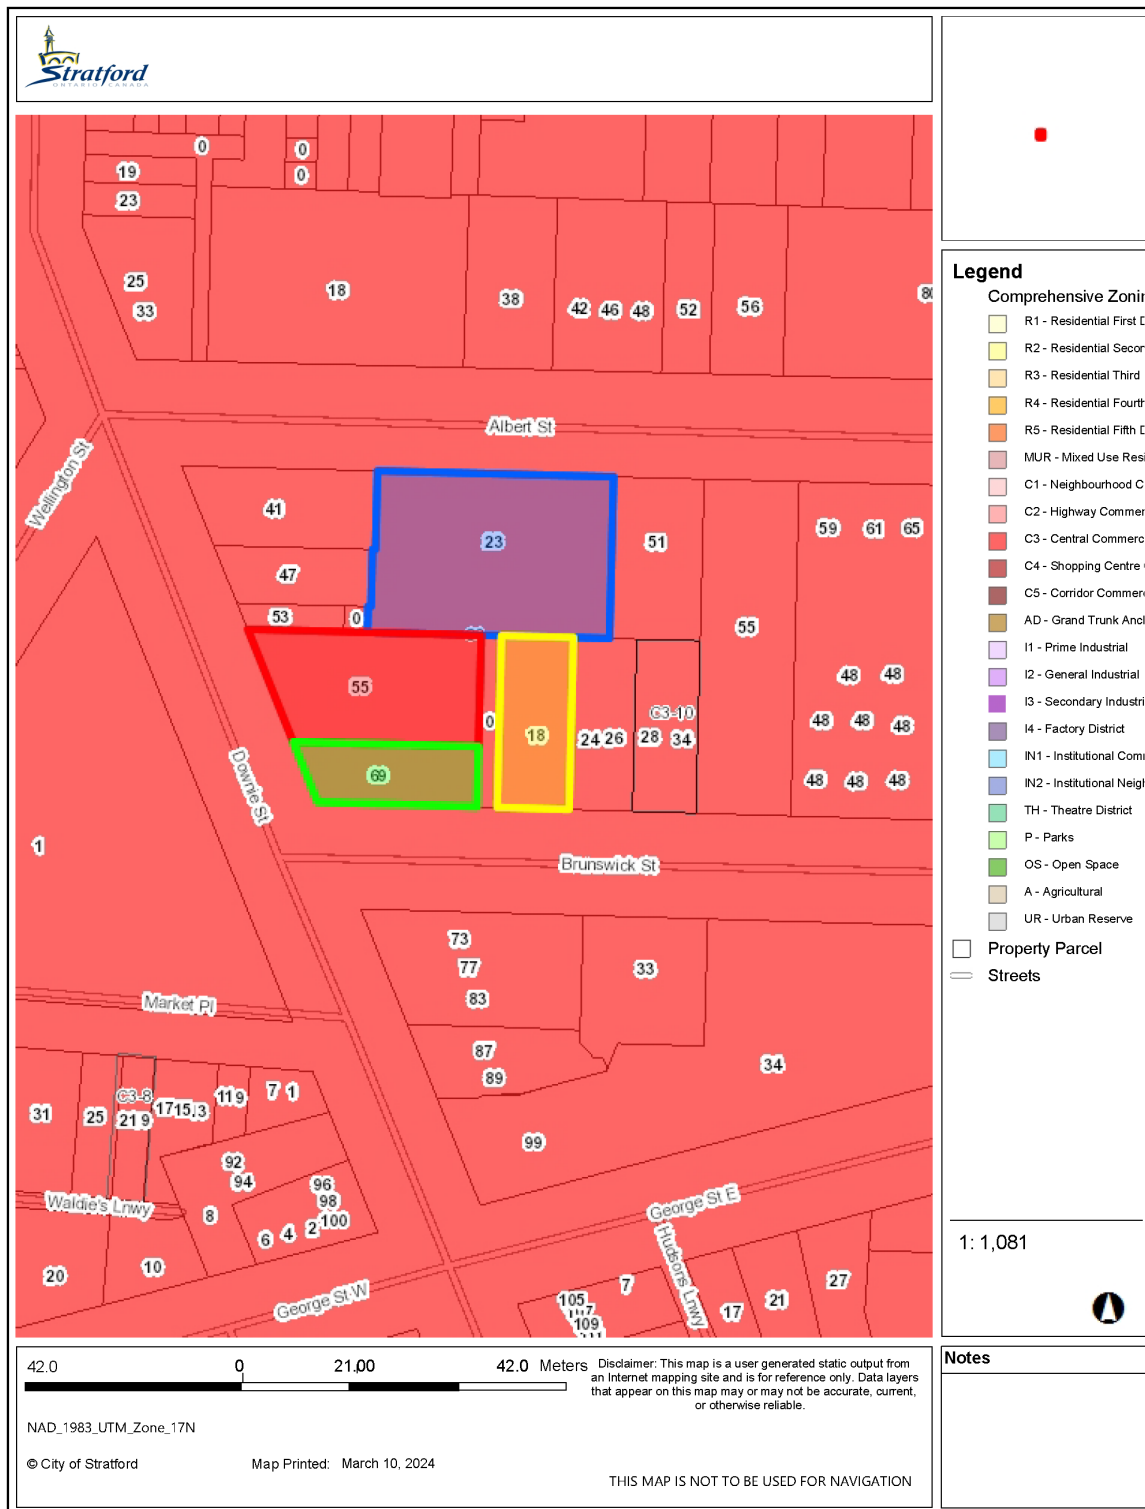 Stratford
ONTARIO CANADA
0
0
19
0
23
25
18
38
33
42 46 48
52
56
80
Albert St
Wellington St
41
23
51
59 61 65
47
53
0
55
55
48 48
C3-10
0
18
24 26
28 34
48 48 48
69
48 48 48
Downie St
1
Brunswick St
73
77
33
83
Market Pl
87
34
89
7 1
C3-8
11 9
31
25
21 9
17 15
99
92
94
96
98
Waldie's Lnwy
8
2 100
6 4
George St E
20
10
Hudsons Lnwy
George St W
7
27
105
21
17
107
109
111
Legend
Comprehensive Zonin
R1 - Residential First D
R2 - Residential Secon
R3 - Residential Third
R4 - Residential Fourth
R5 - Residential Fifth D
MUR - Mixed Use Resi
C1 - Neighbourhood C
C2 - Highway Commer
C3 - Central Commerc
C4 - Shopping Centre
C5 - Corridor Commerc
AD - Grand Trunk Anc
I1 - Prime Industrial
I2 - General Industrial
I3 - Secondary Industri
I4 - Factory District
IN1 - Institutional Com
IN2 - Institutional Neigh
TH - Theatre District
P - Parks
OS - Open Space
A - Agricultural
UR - Urban Reserve
Property Parcel
Streets
1: 1,081
42.0 0 21.00 42.0 Meters
NAD_1983_UTM_Zone_17N
© City of Stratford
Map Printed: March 10, 2024
Disclaimer: This map is a user generated static output from
an Internet mapping site and is for reference only. Data layers
that appear on this map may or may not be accurate, current,
or otherwise reliable.
THIS MAP IS NOT TO BE USED FOR NAVIGATION
Notes